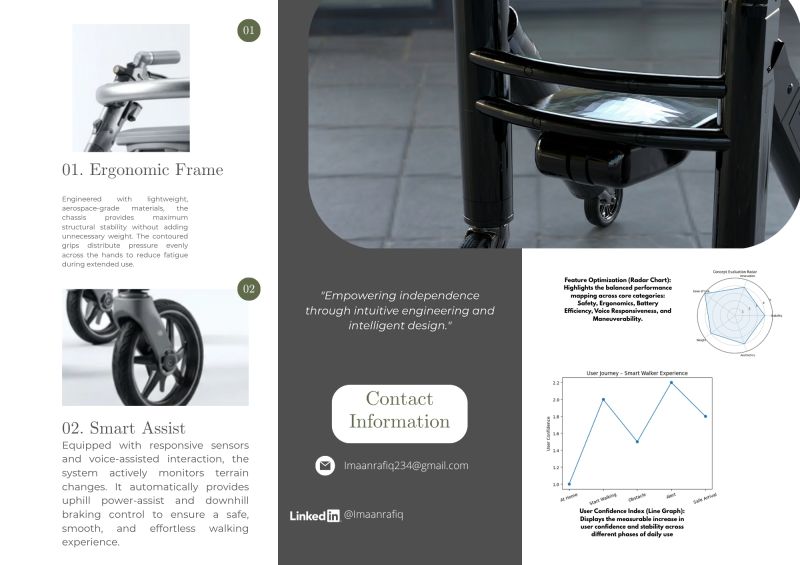 01
01. Ergonomic Frame
Engineered with lightweight,
aerospace-grade materials, the
chassis provides maximum
structural stability without adding
unnecessary weight. The contoured
grips distribute pressure evenly
across the hands to reduce fatigue
during extended use.
02
02. Smart Assist
Equipped with responsive sensors
and voice-assisted interaction, the
system actively monitors terrain
changes. It automatically provides
uphill power-assist and downhill
braking control to ensure a safe,
smooth, and effortless walking
experience.
"Empowering independence
through intuitive engineering and
intelligent design."
Contact
Information
Imaanrafiq234@gmail.com
LinkedIn @Imaanrafiq
Feature Optimization (Radar Chart):
Highlights the balanced performance
mapping across core categories:
Safety, Ergonomics, Battery
Efficiency, Voice Responsiveness, and
Maneuverability.
Concept Evaluation Radar
Innovation
Stability
Aesthetics
Weight
User Journey – Smart Walker Experience
User Confidence
2.2
2.0
1.8
1.6
1.4
1.2
1.0
At Home
Start Walking
Obstacle
Alert
Safe Arrival
User Confidence Index (Line Graph):
Displays the measurable increase in
user confidence and stability across
different phases of daily use